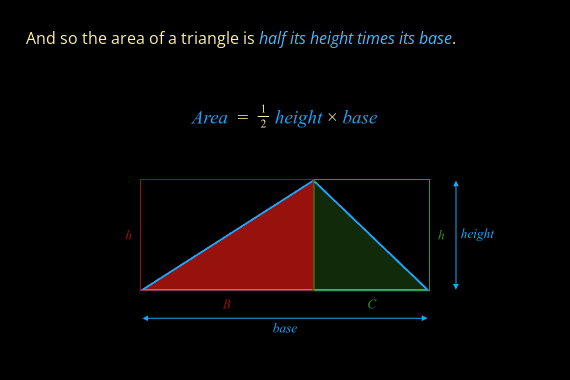 And so the area of a triangle is half its height times its base.
Area = 1/2 height × base
h
h
height
B
C
base